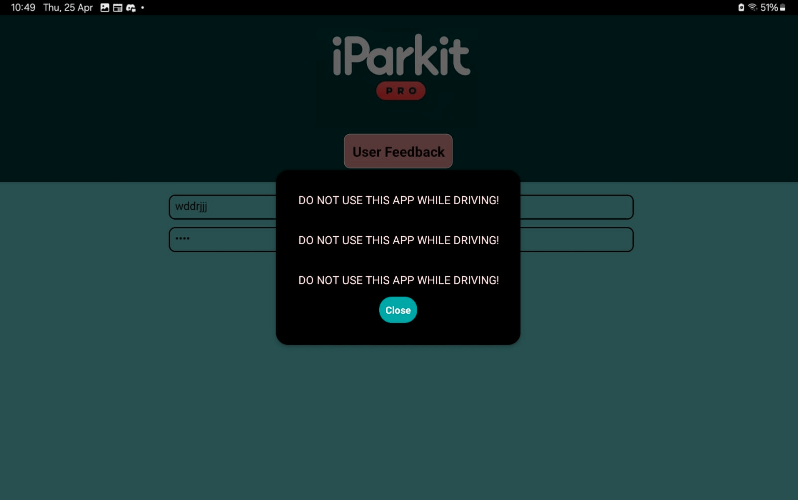 10:49 Thu, 25 Apr 51%
iParkit
PRO
User Feedback
wddrjjj
••••
DO NOT USE THIS APP WHILE DRIVING!
DO NOT USE THIS APP WHILE DRIVING!
DO NOT USE THIS APP WHILE DRIVING!
Close